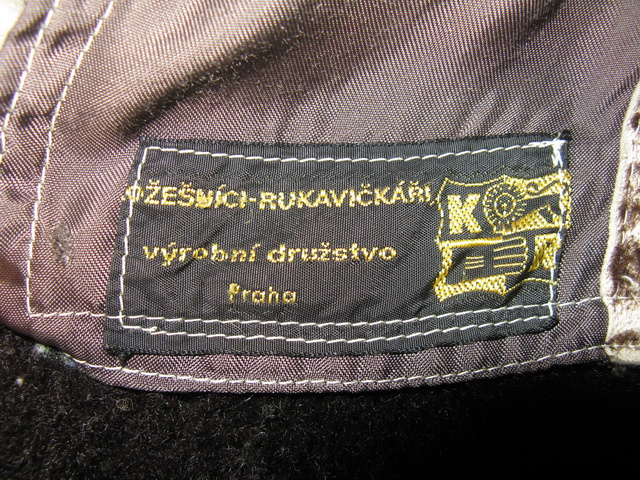 OŽEŠNÍCI-RUKAVIČKÁŘI
výrobní družstvo
Praha
K